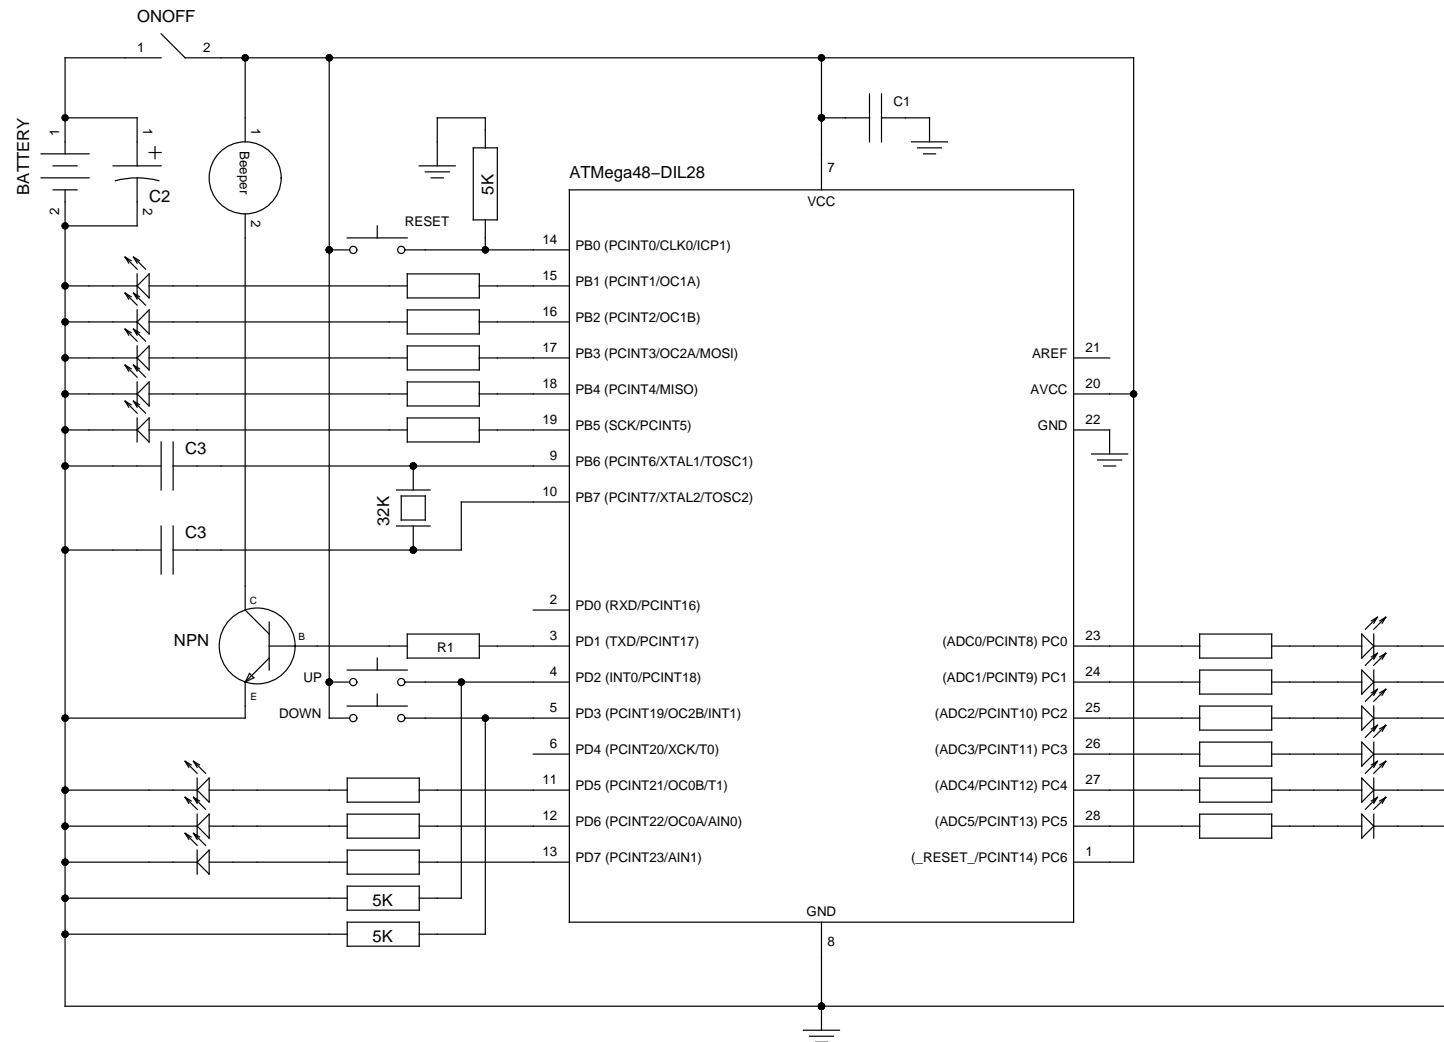 ONOFF
1 2
C1
BATTERY
1
2
1
+
C2
2
1
Beeper
2
5K
ATMega48–DIL28
7
VCC
RESET
14 PB0 (PCINT0/CLK0/ICP1)
15 PB1 (PCINT1/OC1A)
16 PB2 (PCINT2/OC1B)
17 PB3 (PCINT3/OC2A/MOSI)
AREF 21
18 PB4 (PCINT4/MISO)
AVCC 20
19 PB5 (SCK/PCINT5)
GND 22
C3
9 PB6 (PCINT6/XTAL1/TOSC1)
32K
10 PB7 (PCINT7/XTAL2/TOSC2)
C3
C
NPN
B
E
2 PD0 (RXD/PCINT16)
R1
3 PD1 (TXD/PCINT17)
(ADC0/PCINT8) PC0 23
UP
4 PD2 (INT0/PCINT18)
(ADC1/PCINT9) PC1 24
DOWN
5 PD3 (PCINT19/OC2B/INT1)
(ADC2/PCINT10) PC2 25
6 PD4 (PCINT20/XCK/T0)
(ADC3/PCINT11) PC3 26
11 PD5 (PCINT21/OC0B/T1)
(ADC4/PCINT12) PC4 27
12 PD6 (PCINT22/OC0A/AIN0)
(ADC5/PCINT13) PC5 28
13 PD7 (PCINT23/AIN1)
(_RESET_/PCINT14) PC6 1
5K
5K
GND
8